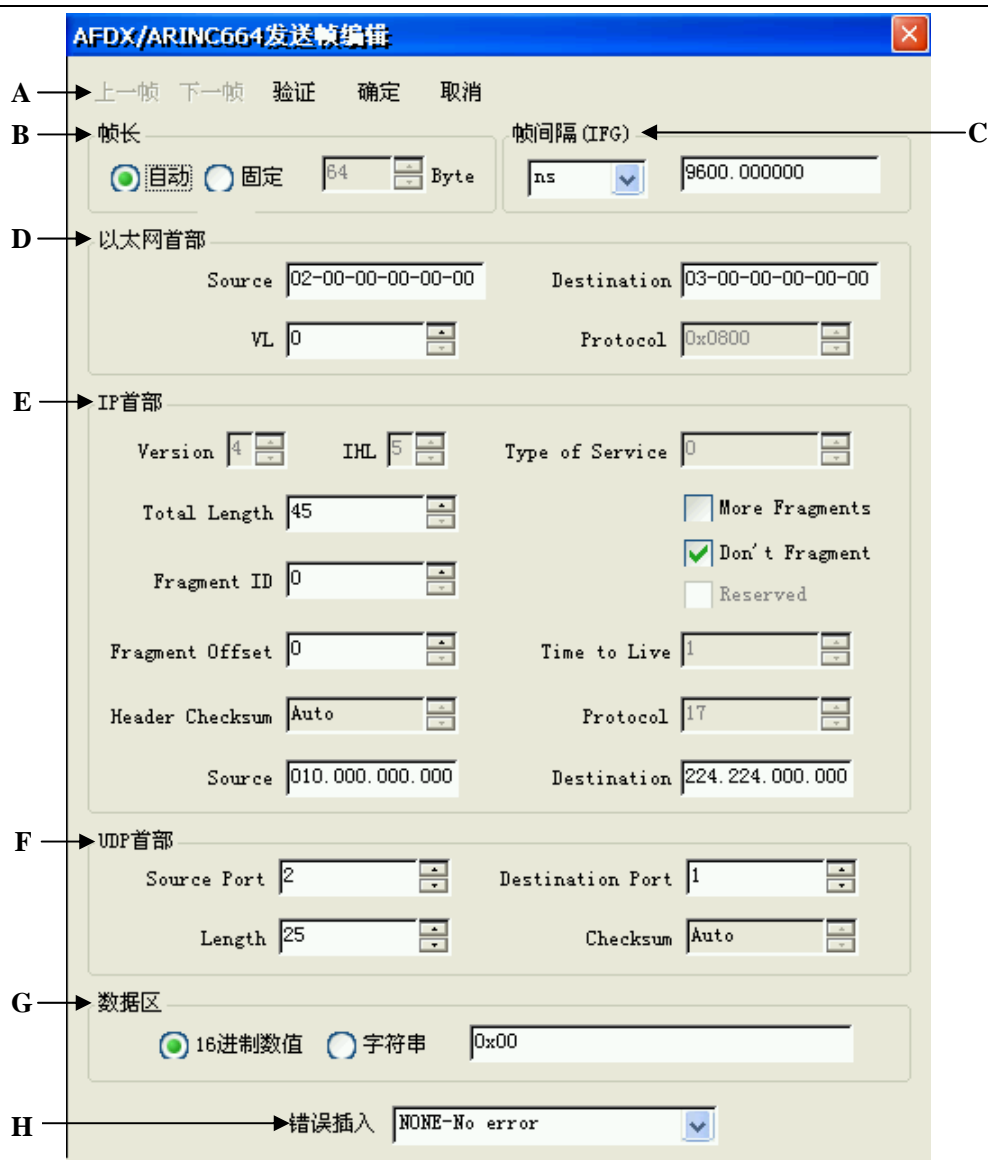 AFDX/ARINC664发送帧编辑
A 上一帧 下一帧 验证 确定 取消
B 帧长 帧间隔(IFG) C
自动 固定 64 Byte ns 9600.000000
D 以太网首部
Source 02-00-00-00-00-00 Destination 03-00-00-00-00-00
VL 0 Protocol 0x0800
E IP首部
Version 4 IHL 5 Type of Service 0
Total Length 45 More Fragments
Don't Fragment
Fragment ID 0
Reserved
Fragment Offset 0 Time to Live 1
Header Checksum Auto Protocol 17
Source 010.000.000.000 Destination 224.224.000.000
F UDP首部
Source Port 2 Destination Port 1
Length 25 Checksum Auto
G 数据区
16进制数值 字符串 0x00
H 错误插入 NONE-No error